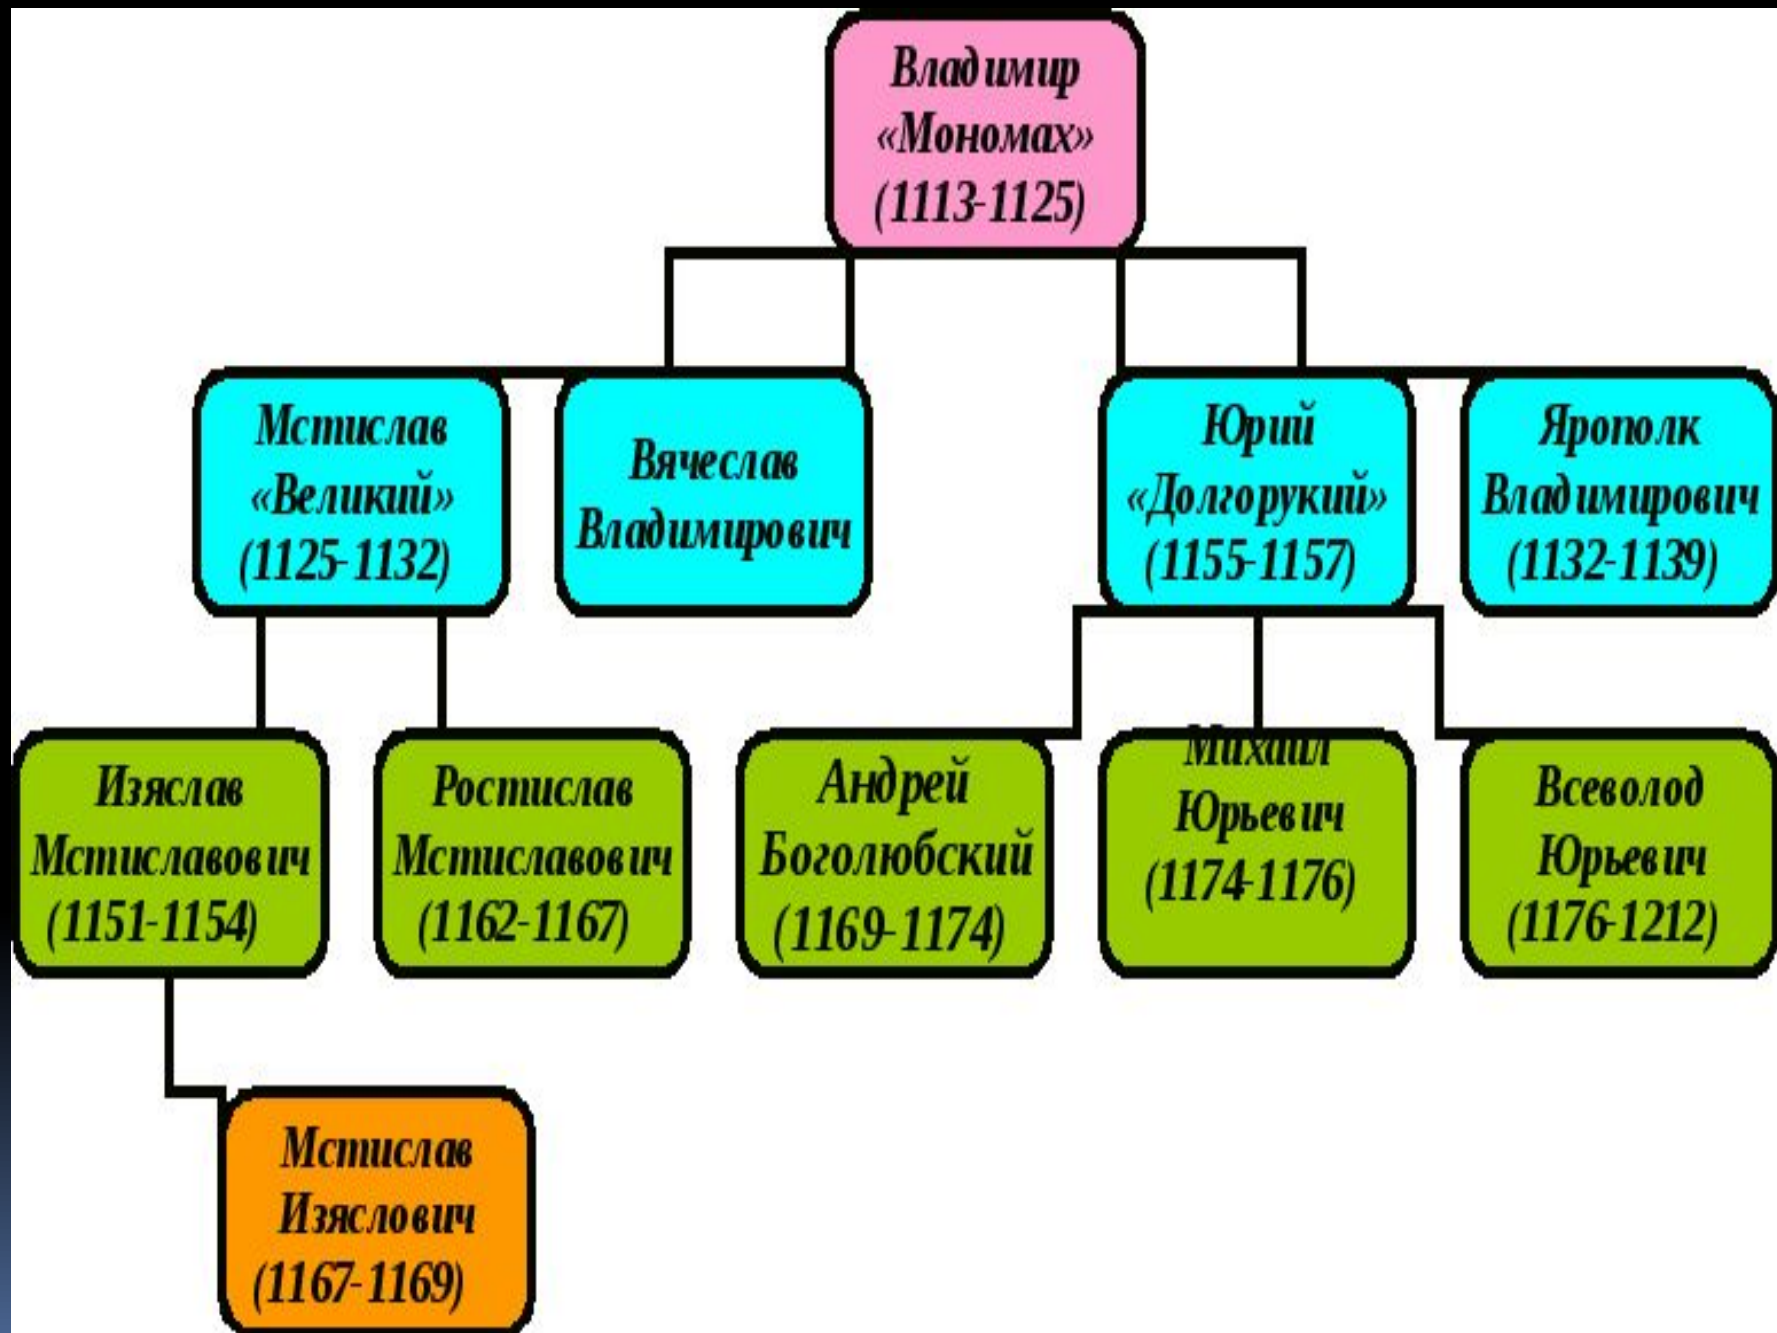 Владимир
«Мономах»
(1113-1125)
Мстислав
«Великий»
(1125-1132)
Вячеслав
Владимирович
Юрий
«Долгорукий»
(1155-1157)
Ярополк
Владимирович
(1132-1139)
Изяслав
Мстиславович
(1151-1154)
Ростислав
Мстиславович
(1162-1167)
Андрей
Боголюбский
(1169-1174)
Михаил
Юрьевич
(1174-1176)
Всеволод
Юрьевич
(1176-1212)
Мстислав
Изяслович
(1167-1169)